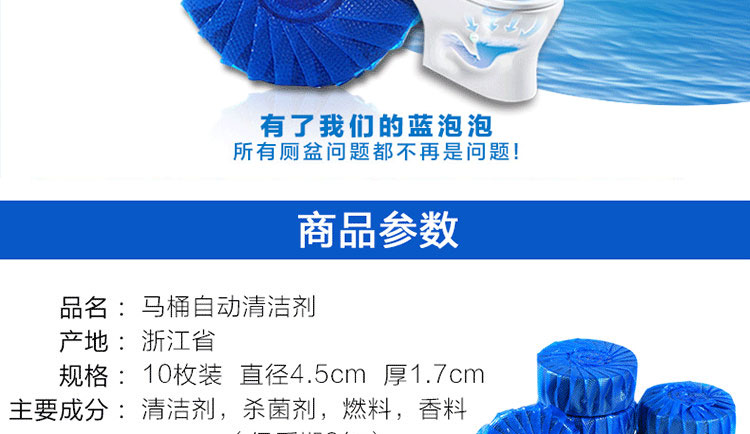 有了我们的蓝泡泡
所有厕盆问题都不再是问题！
商品参数
品名：马桶自动清洁剂
产地：浙江省
规格：10枚装 直径4.5cm 厚1.7cm
主要成分：清洁剂，杀菌剂，燃料，香料